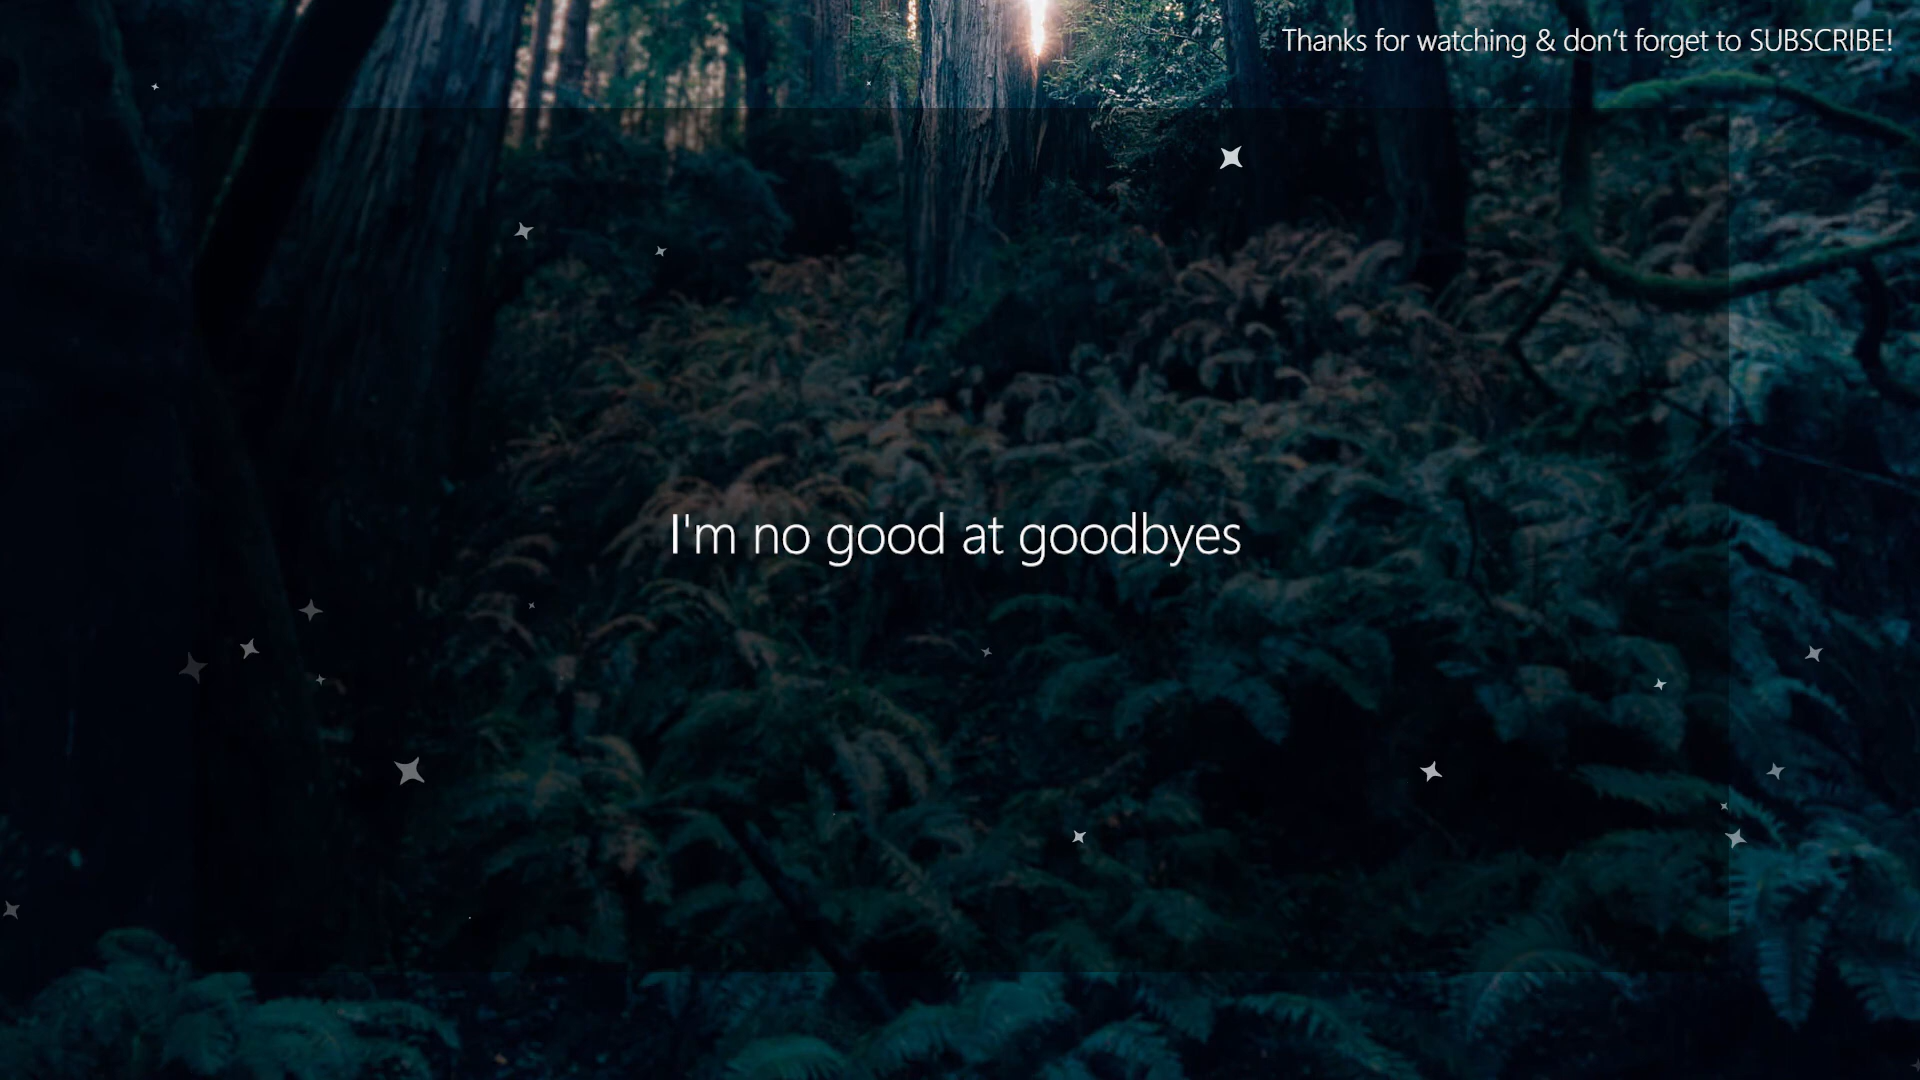 Thanks for watching & don’t forget to SUBSCRIBE!
I'm no good at goodbyes